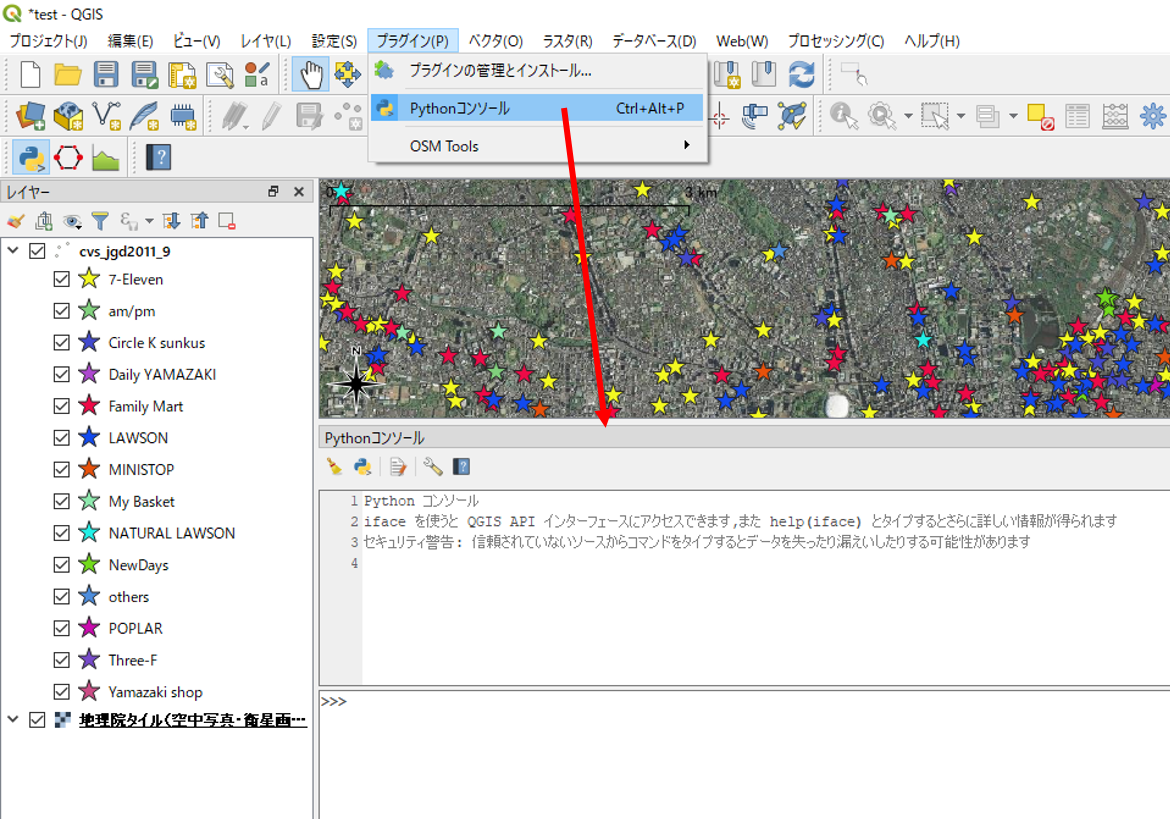 *test - QGIS
プロジェクト(J) 編集(E) ビュー(V) レイヤ(L) 設定(S) プラグイン(P) ベクタ(O) ラスタ(R) データベース(D) Web(W) プロセッシング(C) ヘルプ(H)
プラグインの管理とインストール...
Pythonコンソール Ctrl+Alt+P
OSM Tools
レイヤー
cvs_jgd2011_9
7-Eleven
am/pm
Circle K sunkus
Daily YAMAZAKI
Family Mart
LAWSON
MINISTOP
My Basket
NATURAL LAWSON
NewDays
others
POPLAR
Three-F
Yamazaki shop
地理院タイル(空中写真・衛星画…
0 3 km
N
Pythonコンソール
1 Python コンソール
2 iface を使うと QGIS API インターフェースにアクセスできます,また help(iface) とタイプするとさらに詳しい情報が得られます
3 セキュリティ警告: 信頼されていないソースからコマンドをタイプするとデータを失ったり漏えいしたりする可能性があります
4
>>>